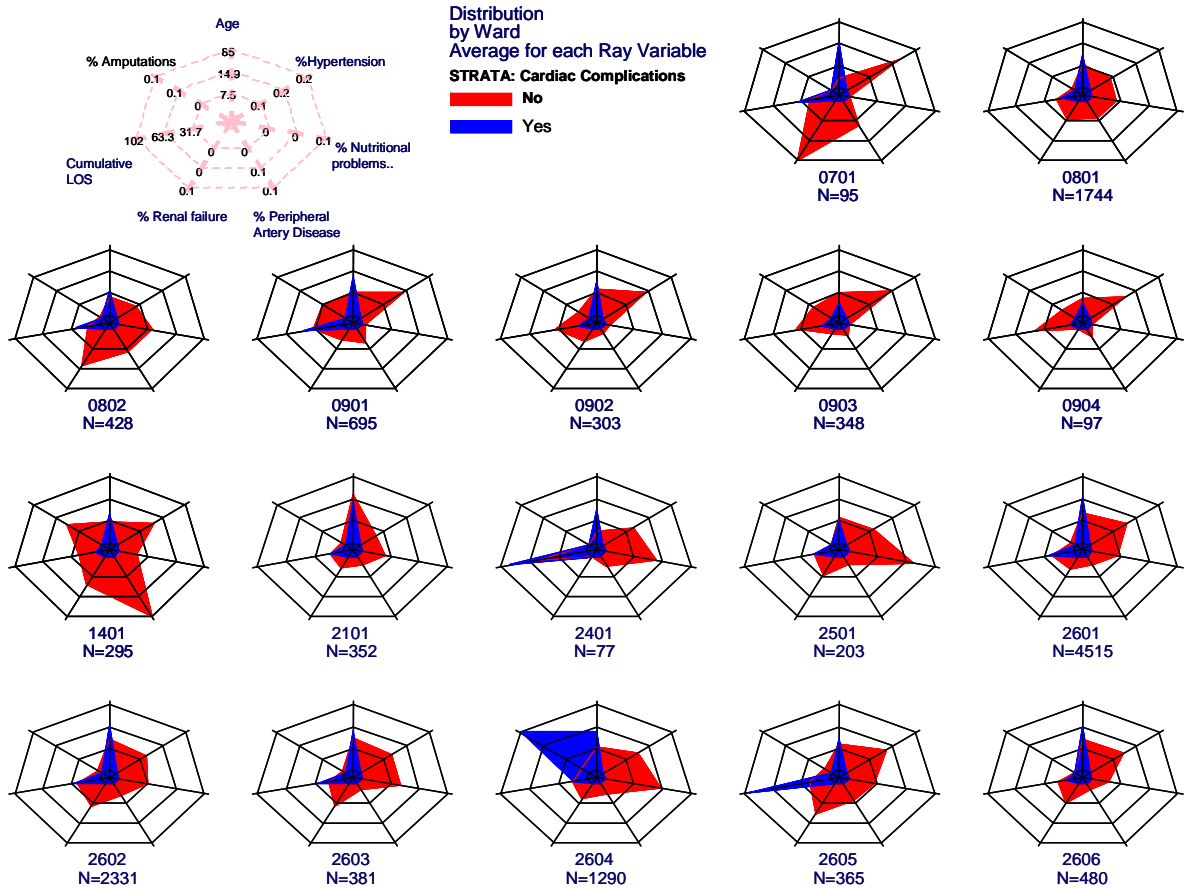 Distribution
by Ward
Average for each Ray Variable
STRATA: Cardiac Complications
No
Yes
Age
85
14.9
7.5
% Amputations
0.1
0.1
0
%Hypertension
0.2
0.2
0.1
% Nutritional
problems..
0.1
0
0
Cumulative
LOS
102
63.3
31.7
% Renal failure
0.1
0
0
% Peripheral
Artery Disease
0.1
0.1
0
0701
N=95
0801
N=1744
0802
N=428
0901
N=695
0902
N=303
0903
N=348
0904
N=97
1401
N=295
2101
N=352
2401
N=77
2501
N=203
2601
N=4515
2602
N=2331
2603
N=381
2604
N=1290
2605
N=365
2606
N=480